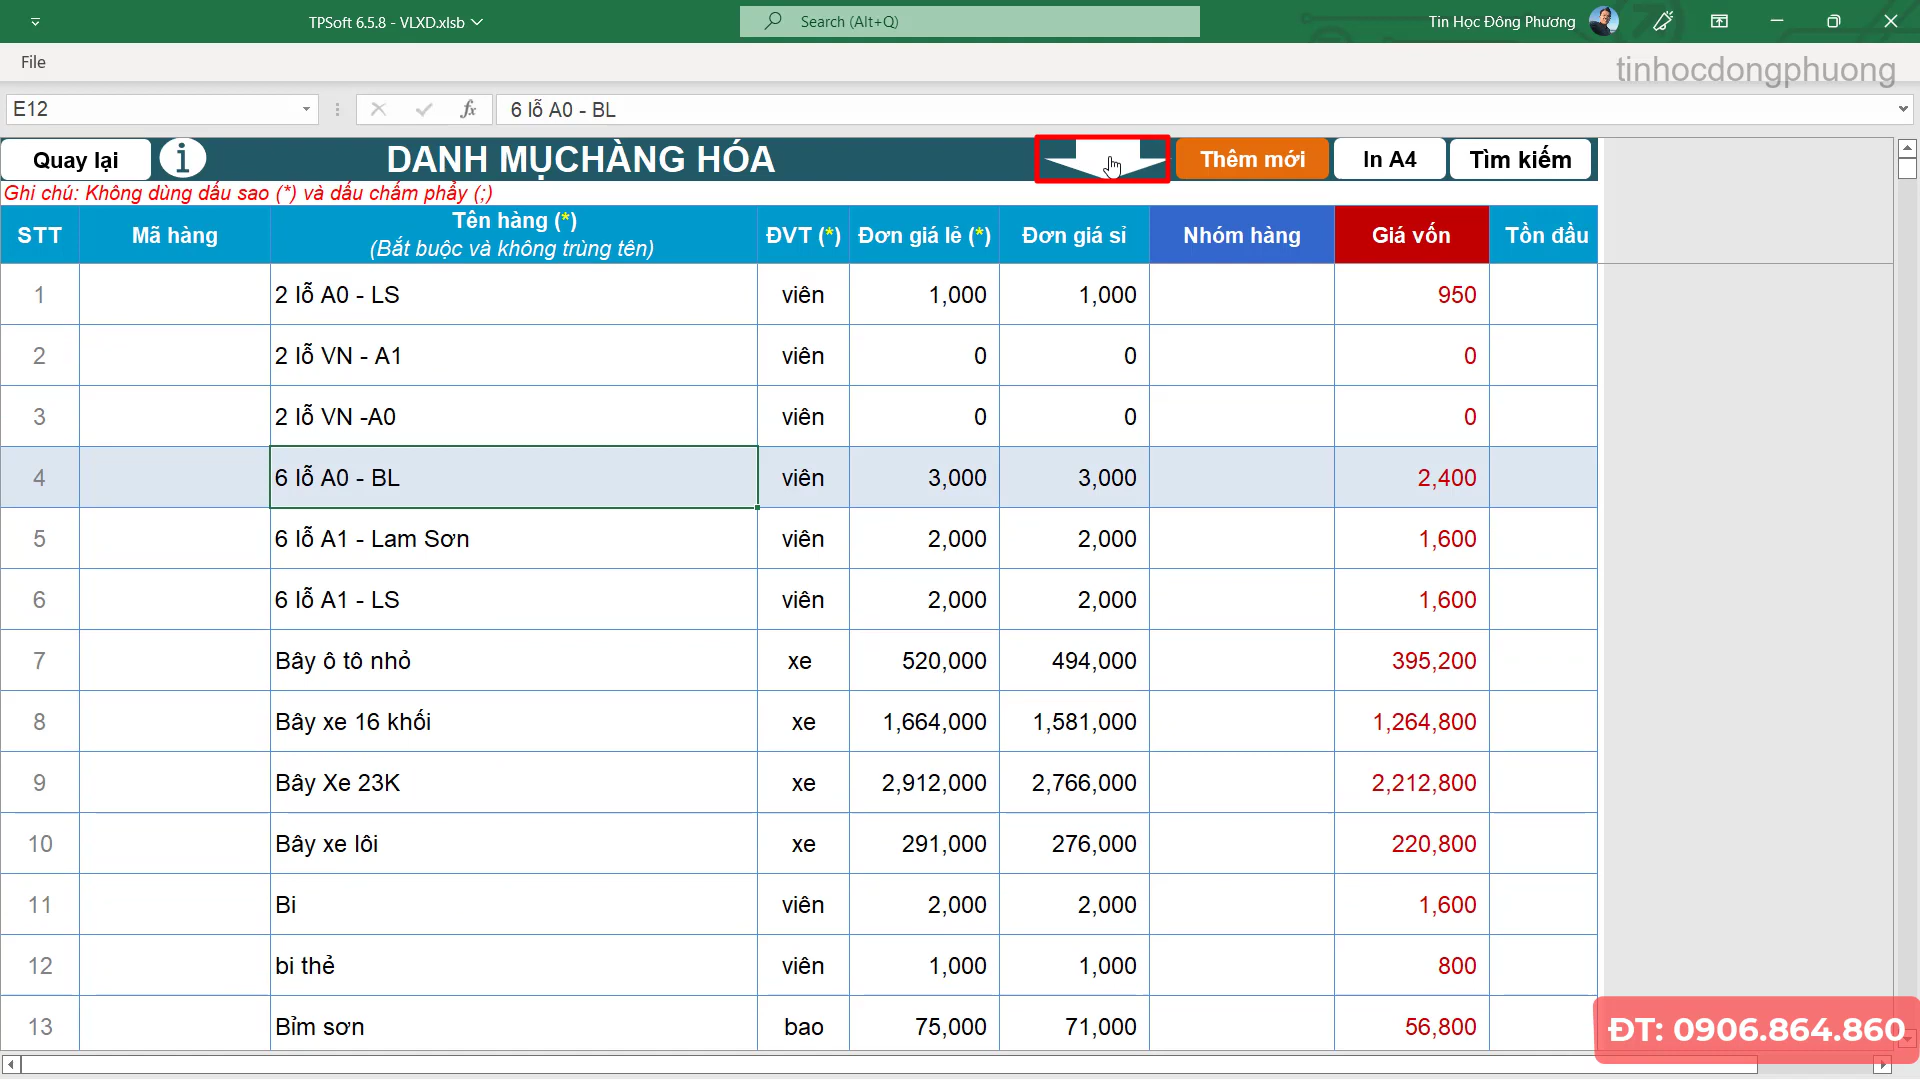 TPSoft 6.5.8 - VLXD.xlsb
Search (Alt+Q)
Tin Học Đông Phương
File
tinhocdongphuong
E12
fx
6 lỗ A0 - BL
Quay lại
i
DANH MỤCHÀNG HÓA
Thêm mới
In A4
Tìm kiếm
Ghi chú: Không dùng dấu sao (*) và dấu chấm phẩy (;)
STT Mã hàng Tên hàng (*) ĐVT (*) Đơn giá lẻ (*) Đơn giá sỉ Nhóm hàng Giá vốn Tồn đầu
(Bắt buộc và không trùng tên)
1 2 lỗ A0 - LS viên 1,000 1,000 950
2 2 lỗ VN - A1 viên 0 0 0
3 2 lỗ VN -A0 viên 0 0 0
4 6 lỗ A0 - BL viên 3,000 3,000 2,400
5 6 lỗ A1 - Lam Sơn viên 2,000 2,000 1,600
6 6 lỗ A1 - LS viên 2,000 2,000 1,600
7 Bây ô tô nhỏ xe 520,000 494,000 395,200
8 Bây xe 16 khối xe 1,664,000 1,581,000 1,264,800
9 Bây Xe 23K xe 2,912,000 2,766,000 2,212,800
10 Bây xe lôi xe 291,000 276,000 220,800
11 Bi viên 2,000 2,000 1,600
12 bi thẻ viên 1,000 1,000 800
13 Bỉm sơn bao 75,000 71,000 56,800
ĐT: 0906.864.860